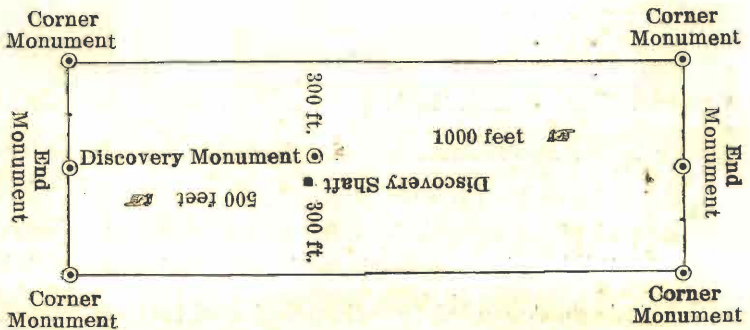 Corner
Monument
Corner
Monument
300 ft.
1000 feet
End
Monument
Discovery Monument
End
Monument
Discovery Shaft
500 feet
300 ft.
Corner
Monument
Corner
Monument